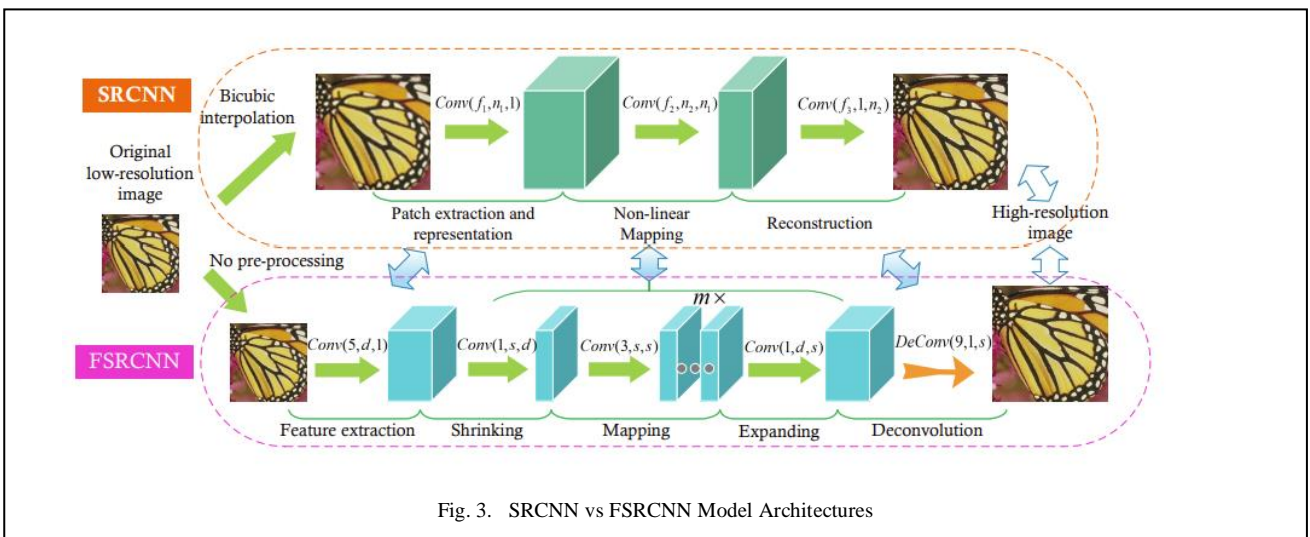 SRCNN
Bicubic
interpolation
Original
low-resolution
image
Conv(f₁,n₁,1)
Conv(f₂,n₂,n₁)
Conv(f₃,1,n₂)
Patch extraction and
representation
Non-linear
Mapping
Reconstruction
High-resolution
image
No pre-processing
FSRCNN
m×
Conv(5,d,1)
Conv(1,s,d)
Conv(3,s,s)
Conv(1,d,s)
DeConv(9,1,s)
Feature extraction
Shrinking
Mapping
Expanding
Deconvolution
Fig. 3. SRCNN vs FSRCNN Model Architectures